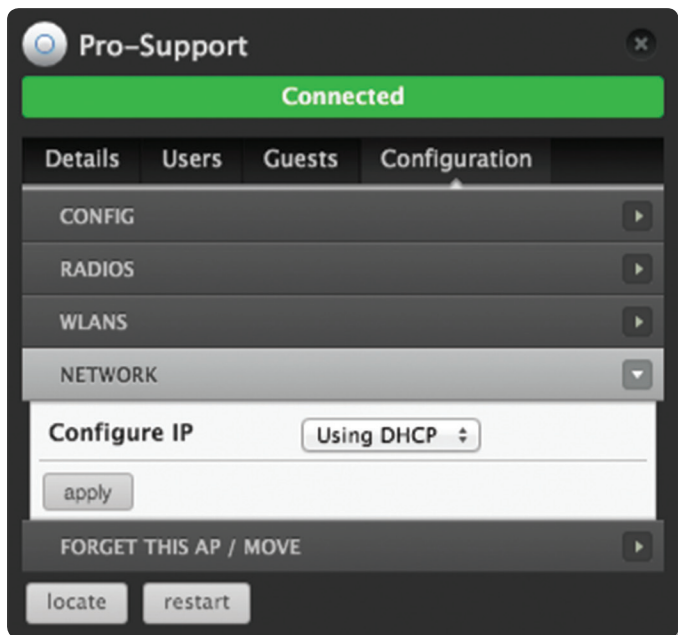 Pro-Support
Connected
Details Users Guests Configuration
CONFIG
RADIOS
WLANS
NETWORK
Configure IP Using DHCP
apply
FORGET THIS AP / MOVE
locate restart